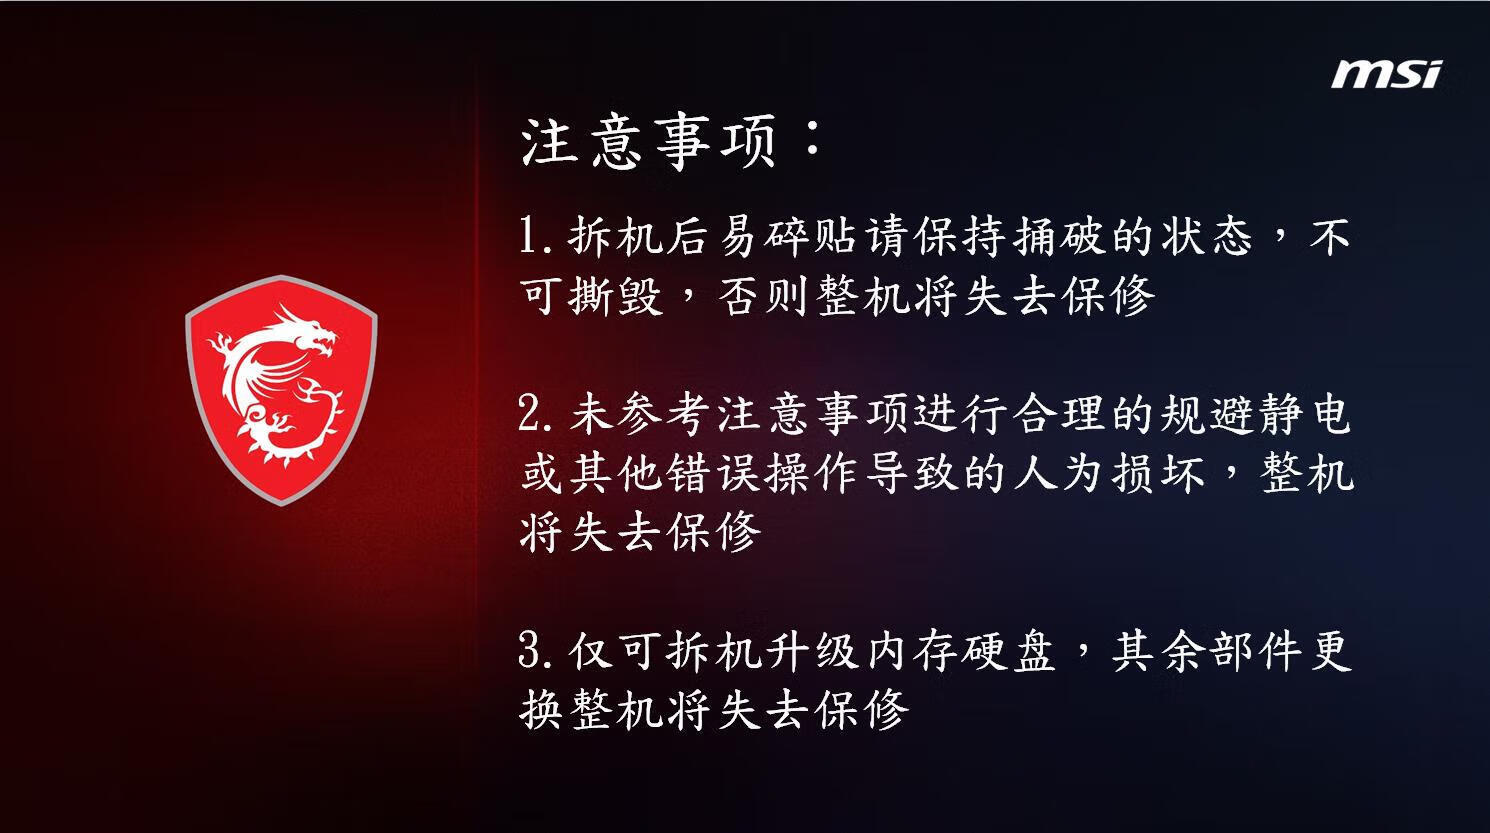 msi
注意事项：
1.拆机后易碎贴请保持捅破的状态，不
可撕毁，否则整机将失去保修
2.未参考注意事项进行合理的规避静电
或其他错误操作导致的人为损坏，整机
将失去保修
3.仅可拆机升级内存硬盘，其余部件更
换整机将失去保修